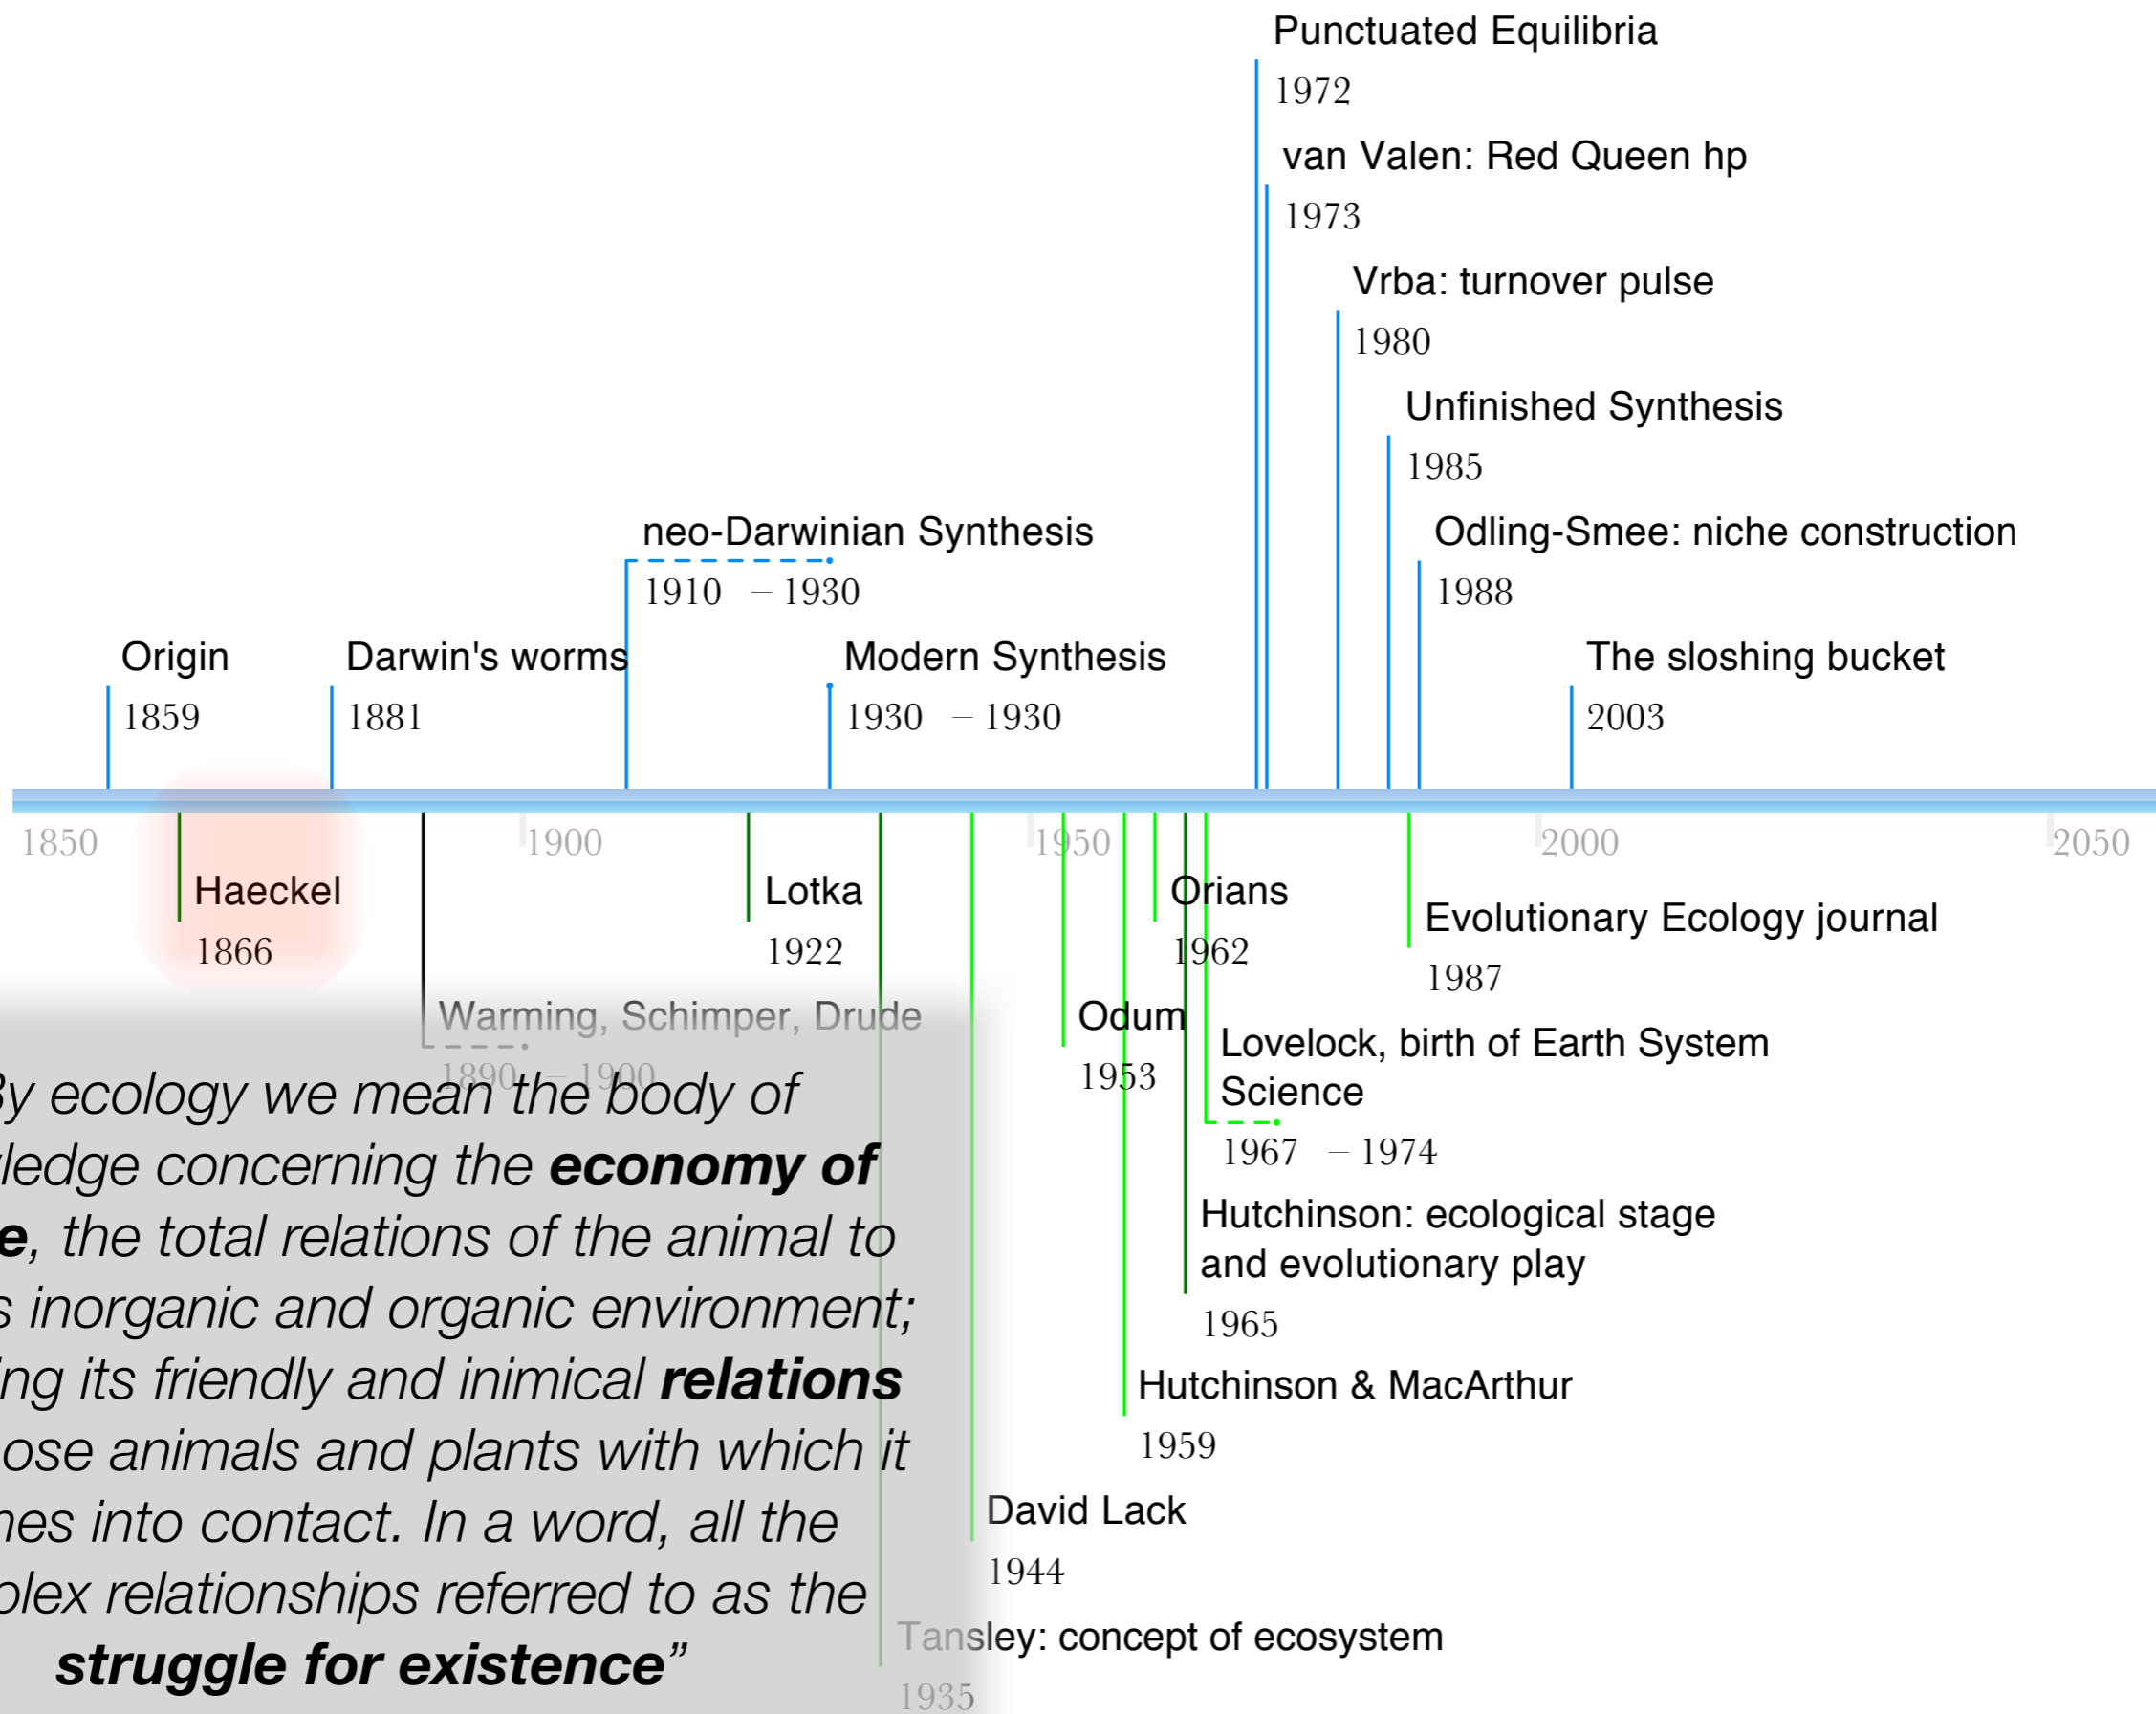 Punctuated Equilibria
1972
van Valen: Red Queen hp
1973
Vrba: turnover pulse
1980
Unfinished Synthesis
1985
neo-Darwinian Synthesis
1910 – 1930
Odling-Smee: niche construction
1988
Origin
1859
Darwin's worms
1881
Modern Synthesis
1930 – 1930
The sloshing bucket
2003
1850
1900
1950
2000
2050
Haeckel
1866
Lotka
1922
Orians
1962
Evolutionary Ecology journal
1987
Warming, Schimper, Drude
1890 – 1900
Odum
1953
Lovelock, birth of Earth System
Science
1967 – 1974
Hutchinson: ecological stage
and evolutionary play
1965
Hutchinson & MacArthur
1959
David Lack
1944
Tansley: concept of ecosystem
1935
ecology we mean the body of
concerning the economy of
, the total relations of the animal to
inorganic and organic environment;
its friendly and inimical relations
animals and plants with which it
into contact. In a word, all the
relationships referred to as the
struggle for existence”